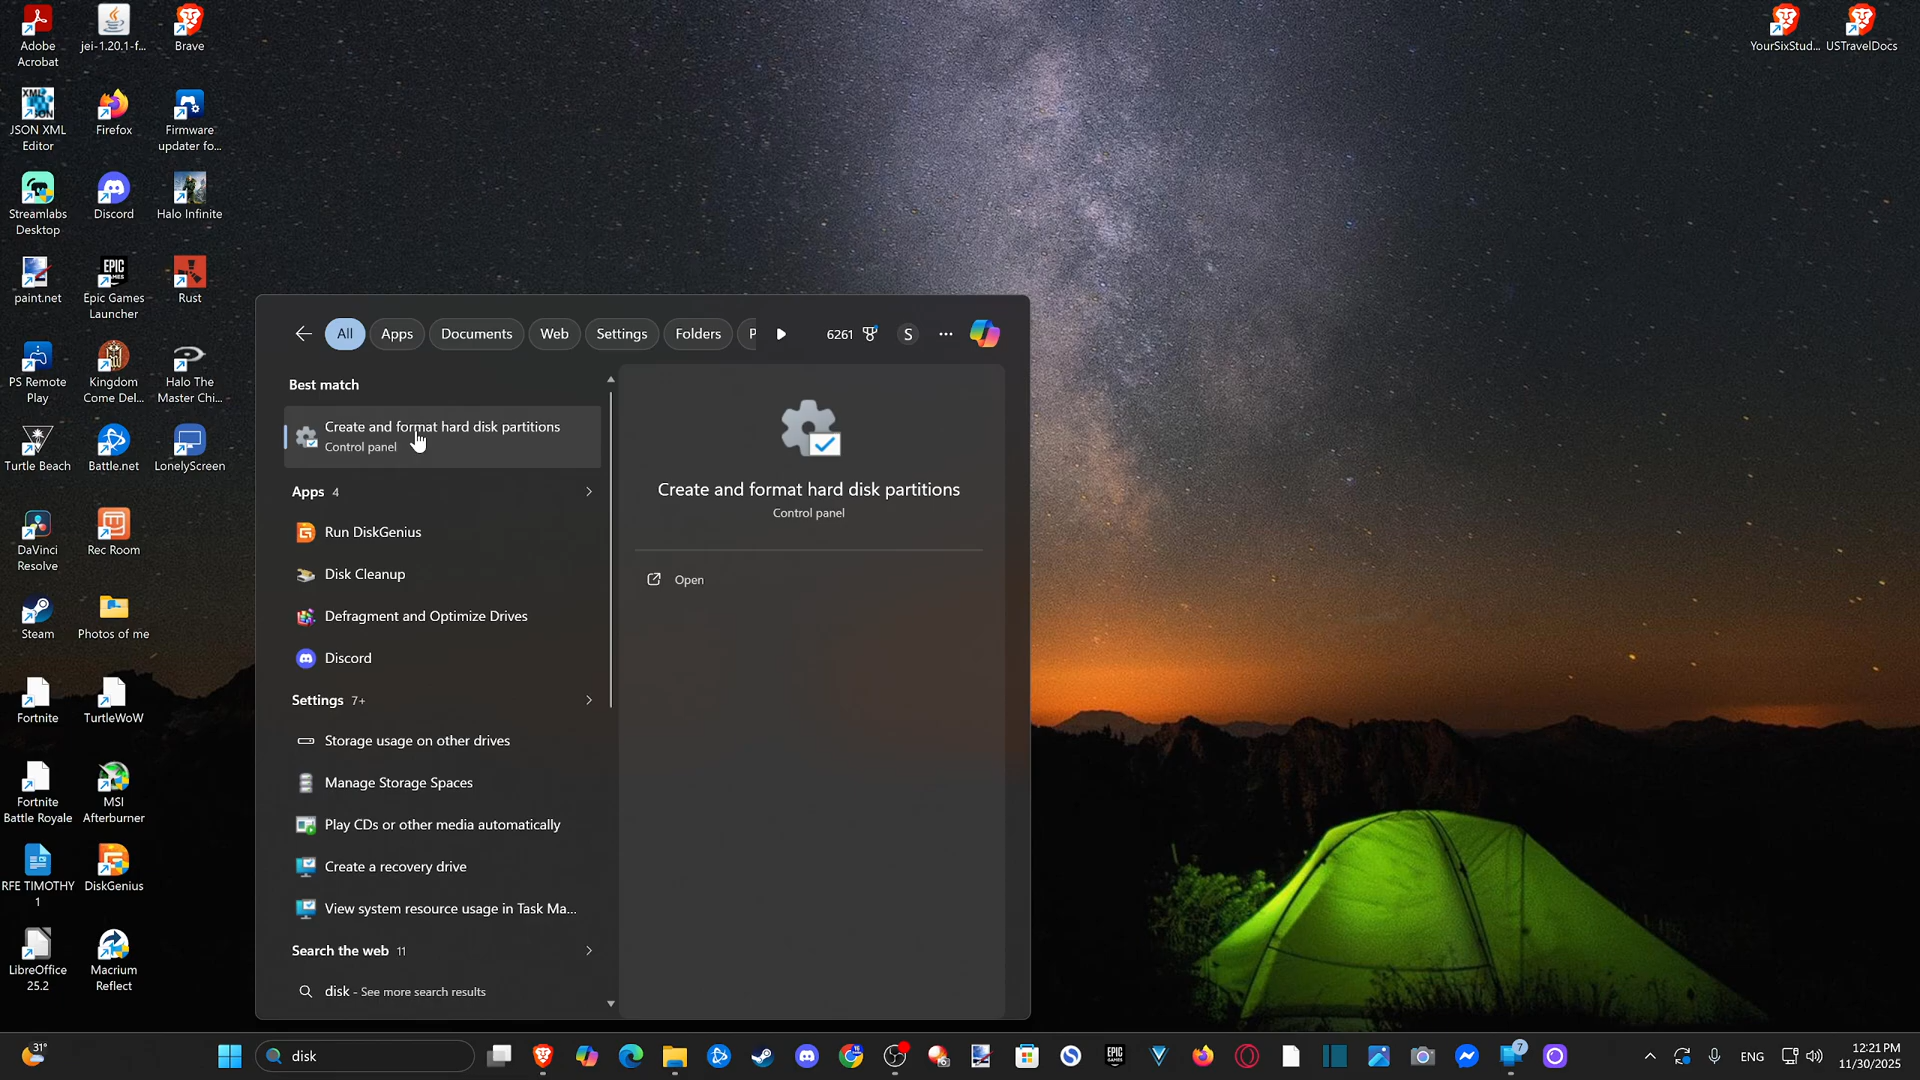 Adobe
Acrobat
jei-1.20.1-f...
Brave
YourSixStud...
USTravelDocs
JSON XML
Editor
Firefox
Firmware
updater fo...
Streamlabs
Desktop
Discord
Halo Infinite
paint.net
EPIC
GAMES
Epic Games
Launcher
Rust
PS Remote
Play
Kingdom
Come Del...
Halo The
Master Chi...
Turtle Beach
Battle.net
LonelyScreen
DaVinci
Resolve
Rec Room
Steam
Photos of me
Fortnite
TurtleWoW
Fortnite
Battle Royale
MSI
Afterburner
RFE TIMOTHY
1
DiskGenius
LibreOffice
25.2
Macrium
Reflect
All
Apps
Documents
Web
Settings
Folders
P
6261
S
Best match
Create and format hard disk partitions
Control panel
Apps 4
Run DiskGenius
Disk Cleanup
Defragment and Optimize Drives
Discord
Settings 7+
Storage usage on other drives
Manage Storage Spaces
Play CDs or other media automatically
Create a recovery drive
View system resource usage in Task Ma...
Search the web 11
disk - See more search results
Create and format hard disk partitions
Control panel
Open
31°
disk
EPIC
7
ENG
12:21 PM
11/30/2025